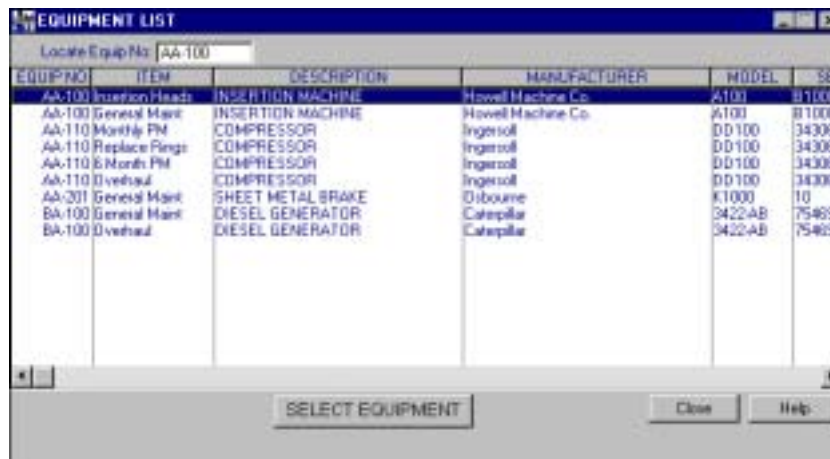 EQUIPMENT LIST
Locate Equip No: AA-100
EQUIP NO ITEM DESCRIPTION MANUFACTURER MODEL SE
AA-100 Insertion Heads INSERTION MACHINE Howell Machine Co. A100 B100
AA-100 General Maint INSERTION MACHINE Howell Machine Co. A100 B100
AA-110 Monthly PM COMPRESSOR Ingersoll DD100
AA-110 Replace Rings COMPRESSOR Ingersoll DD100
AA-110 6 Month PM COMPRESSOR Ingersoll DD100
AA-110 Overhaul COMPRESSOR Ingersoll DD100
AA-201 General Maint SHEET METAL BRAKE Osbourne K1000 10
BA-100 General Maint DIESEL GENERATOR Caterpillar 3422-AB
BA-100 Overhaul DIESEL GENERATOR Caterpillar 3422-AB
SELECT EQUIPMENT Close Help